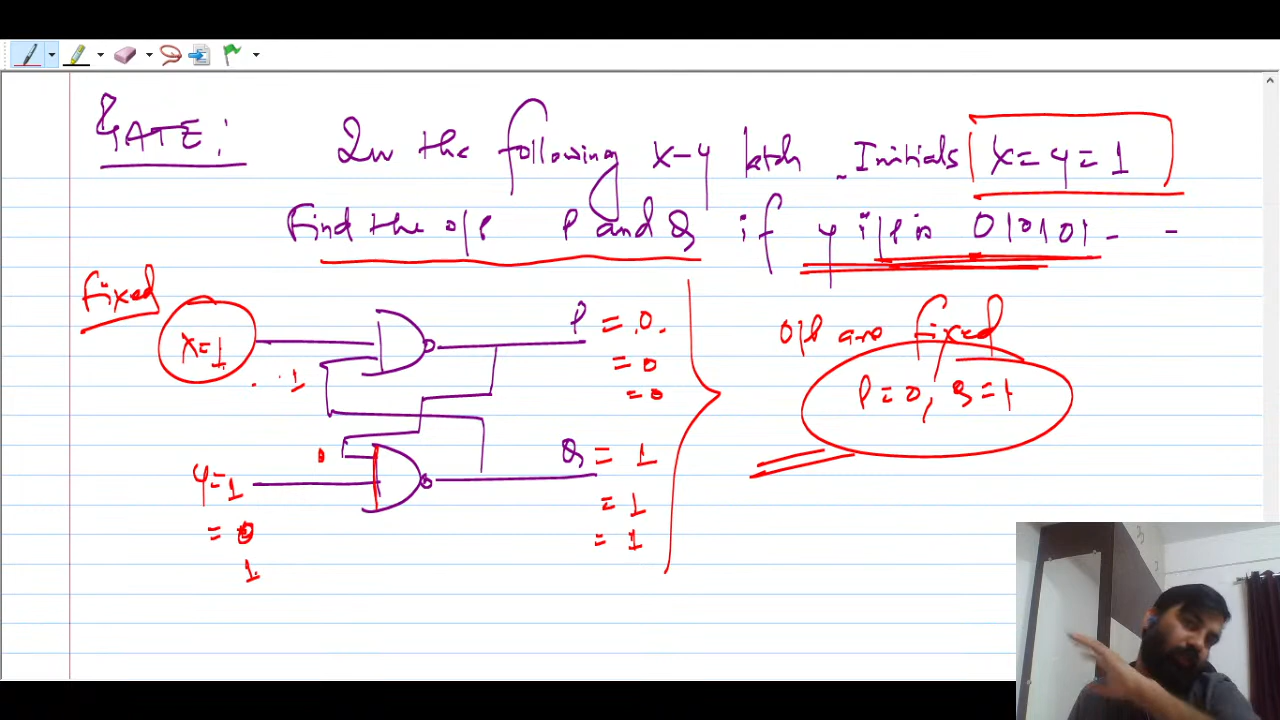 GATE: In the following x-y latch Initials x=y=1
Find the o/p P and Q if y i/p is 010101--
Fixed
x=1
1
P = 0.
= 0
= 0
o/p are fixed
P=0, Q=1
0
y=1
= 0
1
Q = 1
= 1
= 1